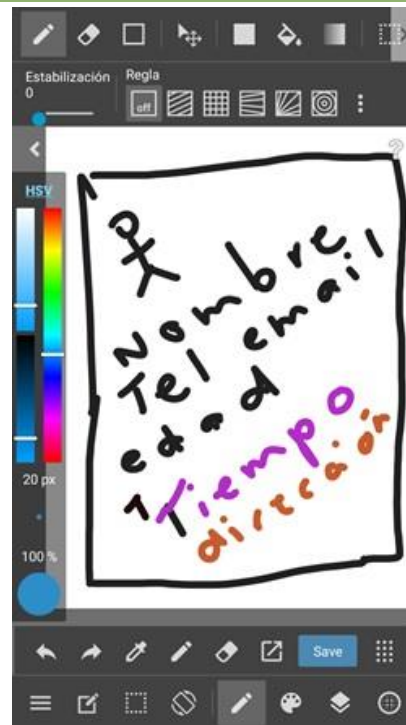 Estabilización
0
Regla
off
HSV
20 px
100 %
?
Nombre
Tel email
edad
Tiempo
dirección
Save